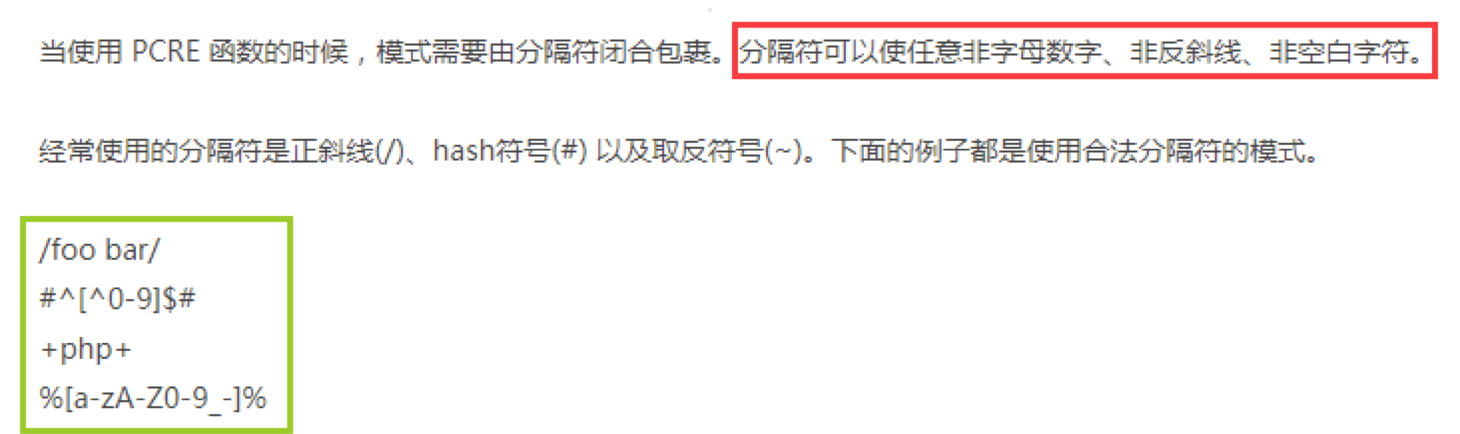 当使用 PCRE 函数的时候，模式需要由分隔符闭合包裹。分隔符可以使任意非字母数字、非反斜线、非空白字符。
经常使用的分隔符是正斜线(/)、hash符号(#) 以及取反符号(~)。下面的例子都是使用合法分隔符的模式。
/foo bar/
#^[^0-9]$#
+php+
%[a-zA-Z0-9_-]%